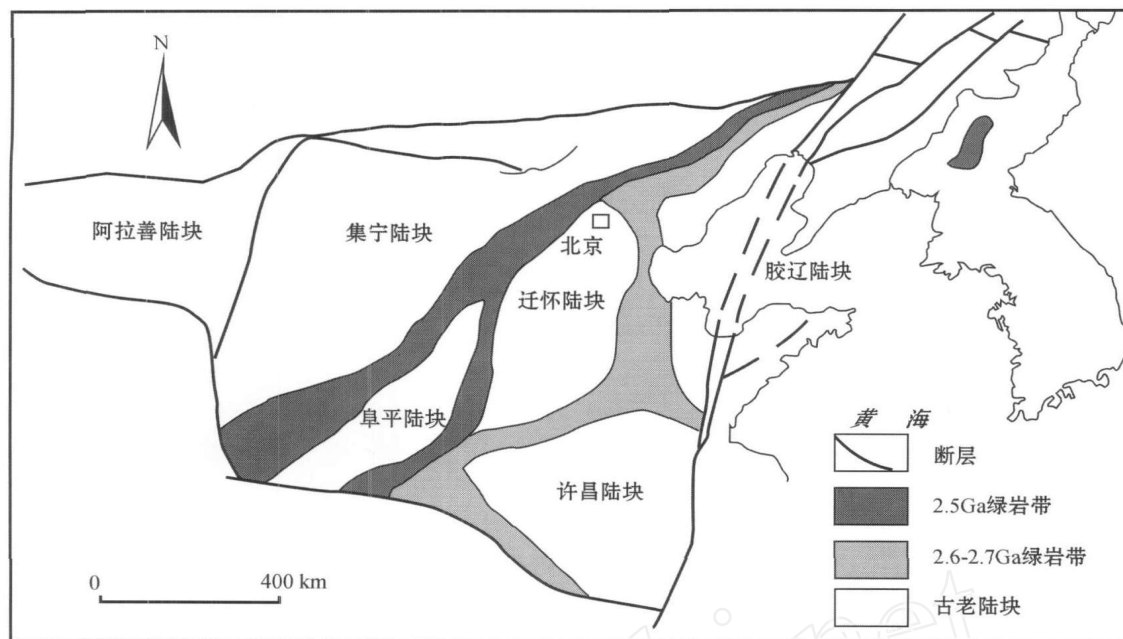 N
阿拉善陆块
集宁陆块
北京
迁怀陆块
胶辽陆块
阜平陆块
许昌陆块
黄 海
断层
2.5Ga绿岩带
2.6-2.7Ga绿岩带
古老陆块
0 400 km